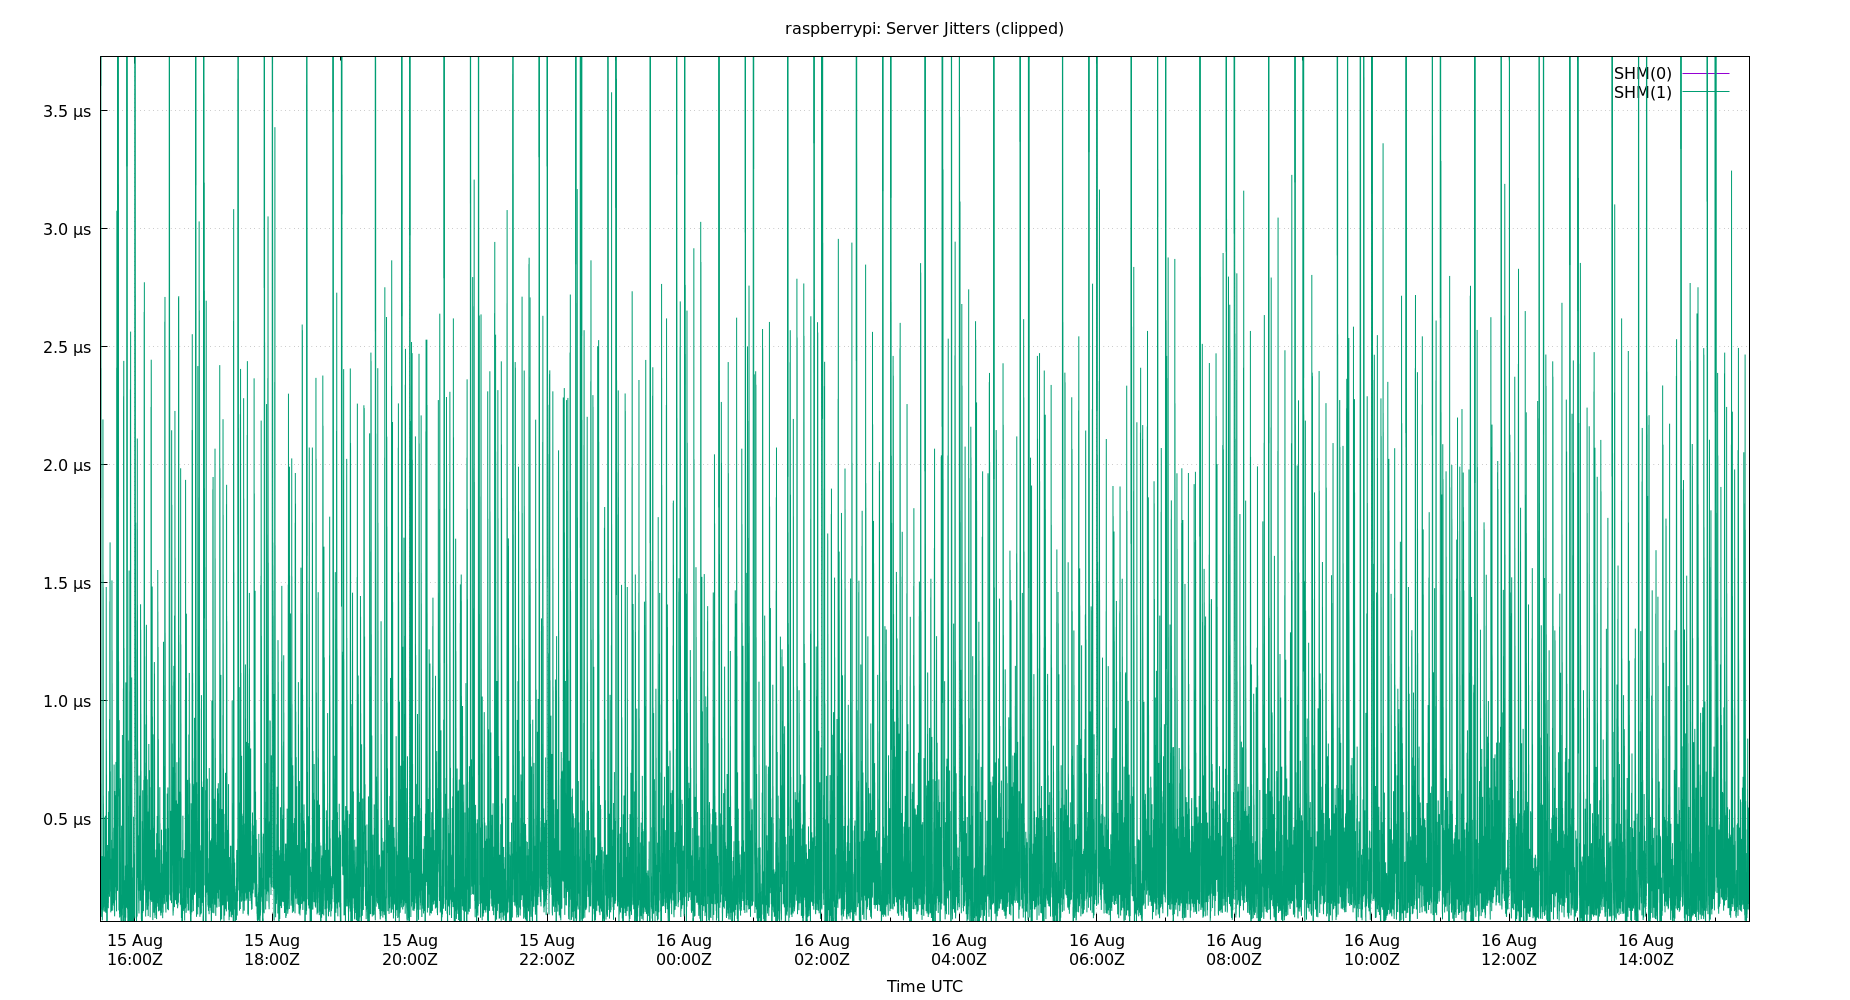 raspberrypi: Server Jitters (clipped)
SHM(0)
SHM(1)
3.5 µs
3.0 µs
2.5 µs
2.0 µs
1.5 µs
1.0 µs
0.5 µs
15 Aug 15 Aug 15 Aug 15 Aug 16 Aug 16 Aug 16 Aug 16 Aug 16 Aug 16 Aug 16 Aug 16 Aug
16:00Z 18:00Z 20:00Z 22:00Z 00:00Z 02:00Z 04:00Z 06:00Z 08:00Z 10:00Z 12:00Z 14:00Z
Time UTC